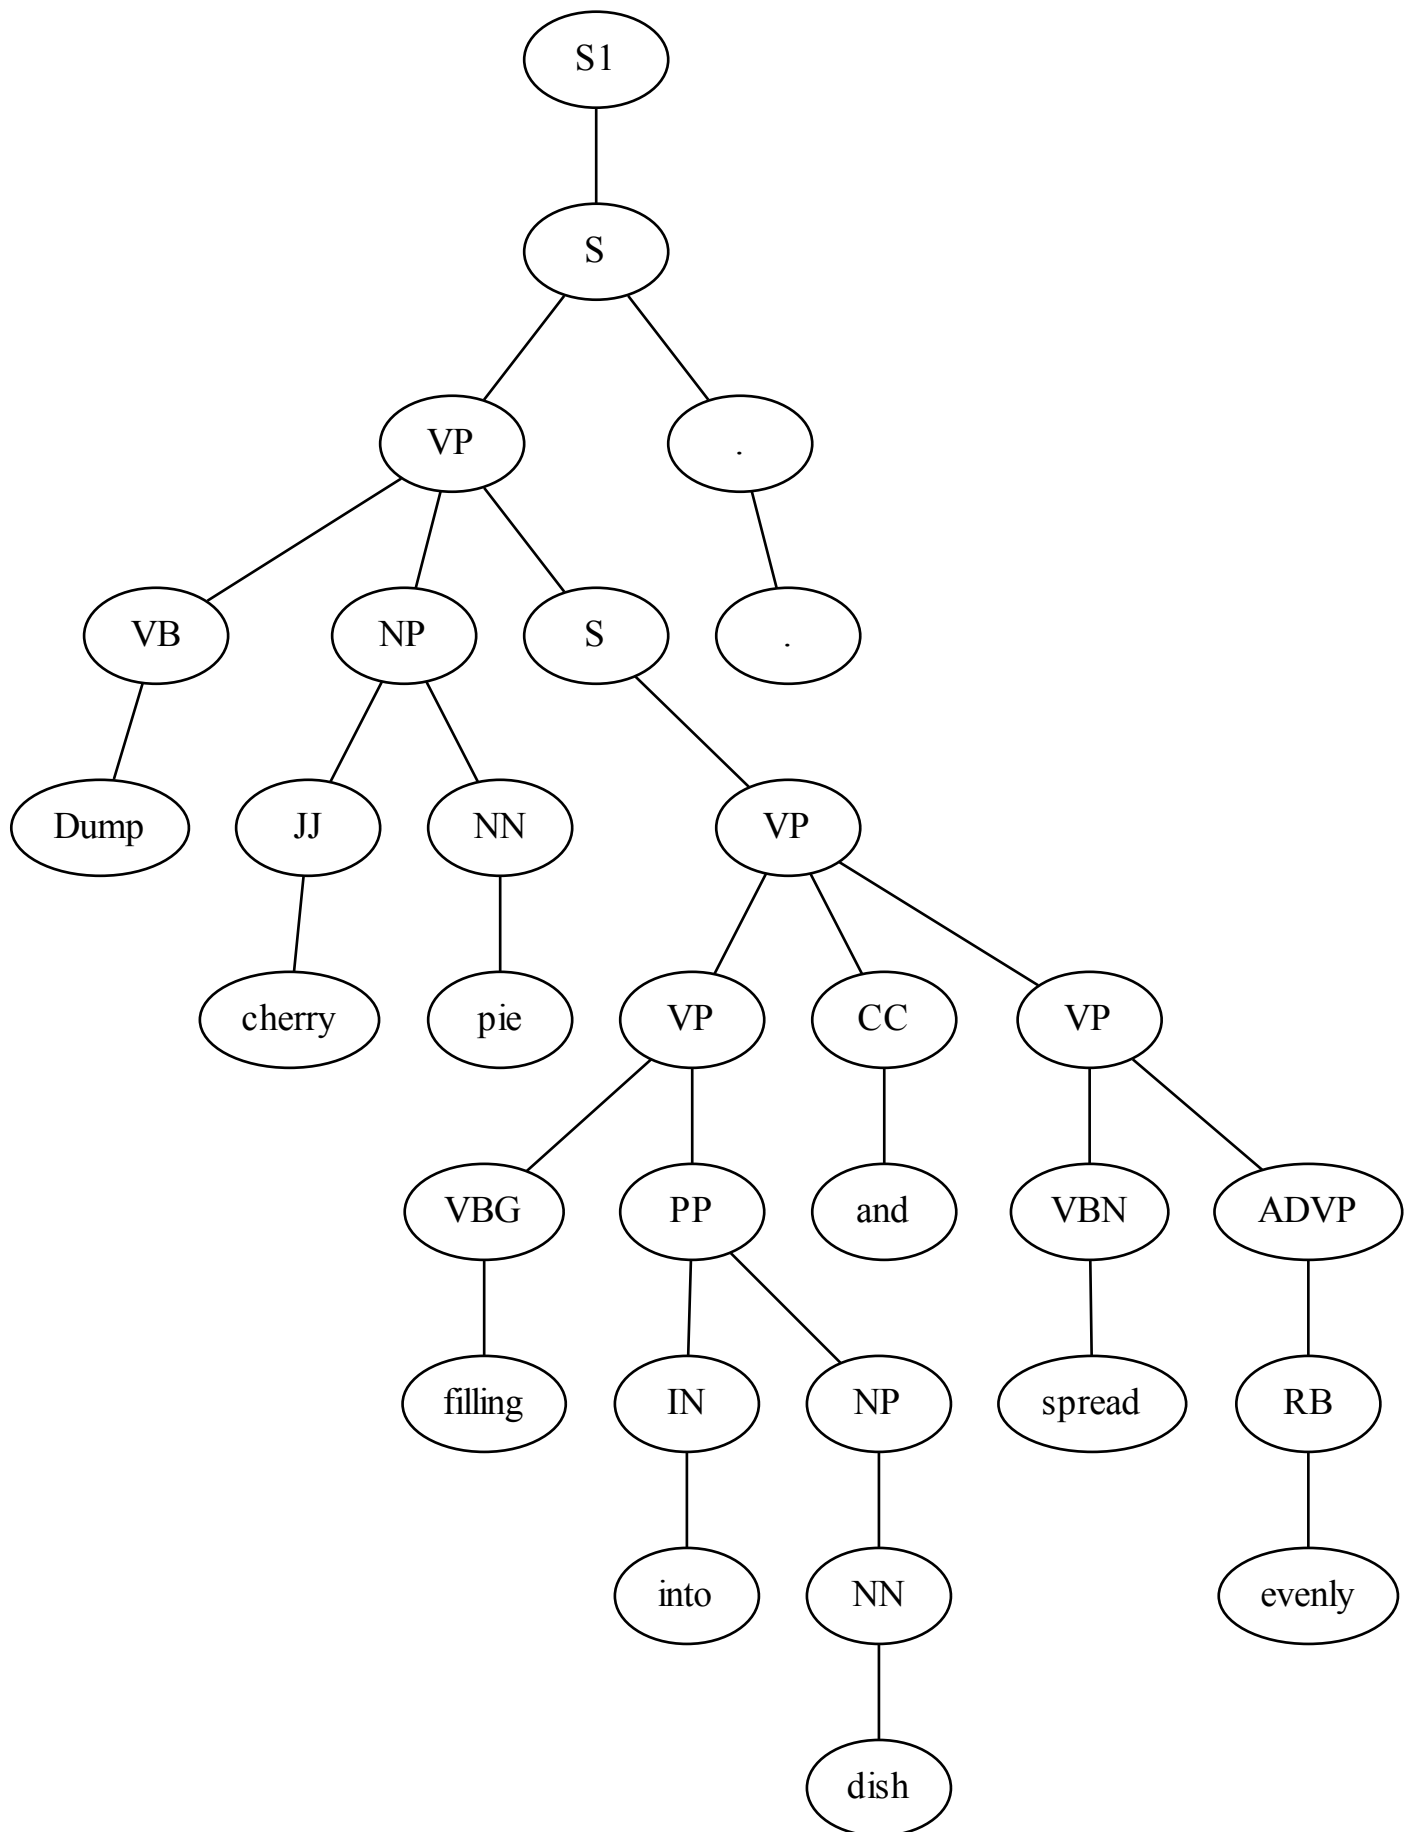 S1
S
VP .
VB NP S .
Dump JJ NN VP
cherry pie VP CC VP
VBG PP and VBN ADVP
filling IN NP spread RB
into NN evenly
dish